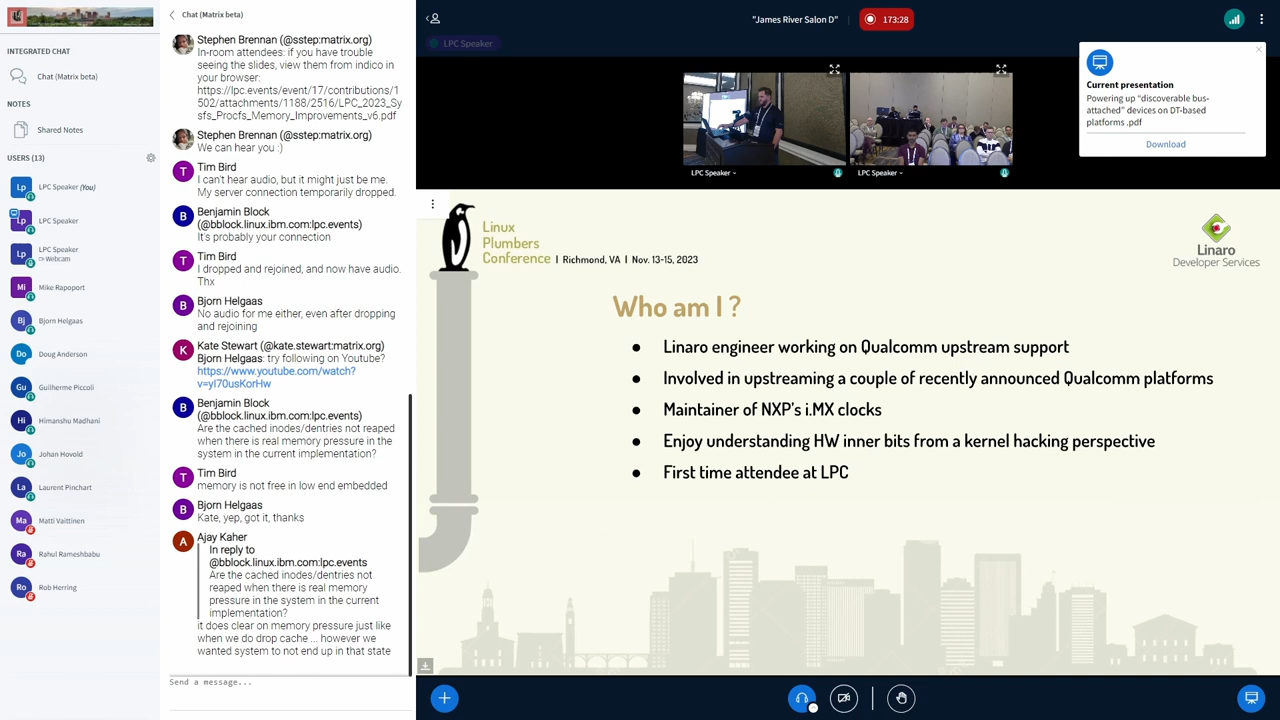 INTEGRATED CHAT
Chat (Matrix beta)
NOTES
Shared Notes
USERS (13)
Lp LPC Speaker (You)
Lp LPC Speaker
Lp LPC Speaker
Webcam
Mi Mike Rapoport
Bj Bjorn Helgaas
Do Doug Anderson
Gu Guilherme Piccoli
Hi Himanshu Madhani
Jo Johan Hovold
La Laurent Pinchart
Ma Matti Vaittinen
Ra Rahul Rameshbabu
Ro Rob Herring
Chat (Matrix beta)
Stephen Brennan (@sstep:matrix.org)
In-room attendees: if you have trouble
seeing the slides, view them from indico in
your browser:
https://lpc.events/event/17/contributions/1
502/attachments/1188/2516/LPC_2023_Sy
sfs_Procfs_Memory_Improvements_v6.pdf
Stephen Brennan (@sstep:matrix.org)
We can hear you :)
T Tim Bird
I can't hear audio, but it might just be me.
My server connection temporarily dropped.
B Benjamin Block
(@bblock.linux.ibm.com:lpc.events)
It's probably your connection
T Tim Bird
I dropped and rejoined, and now have audio.
Thx
B Bjorn Helgaas
No audio for me either, even after dropping
and rejoining
K Kate Stewart (@kate.stewart:matrix.org)
Bjorn Helgaas: try following on Youtube?
https://www.youtube.com/watch?
v=yI70usKorHw
B Benjamin Block
(@bblock.linux.ibm.com:lpc.events)
Are the cached inodes/dentries not reaped
when there is real memory pressure in the
system in the current implementation?
T Tim Bird
memory is not free in low end embedded
B Bjorn Helgaas
Kate, yep, got it, thanks
A Ajay Kaher
In reply to
@bblock.linux.ibm.com:lpc.events
Are the cached inodes/dentries not
reaped when there is real memory
pressure in the system in the current
implementation?
it does clear on memory pressure just like
when we do drop cache ... however we
wanted system to not end up in that state
Send a message...
"James River Salon D"
173:28
LPC Speaker
LPC Speaker
LPC Speaker
Current presentation
Powering up “discoverable bus-
attached” devices on DT-based
platforms .pdf
Download
Linux
Plumbers
Conference | Richmond, VA | Nov. 13-15, 2023
Linaro
Developer Services
Who am I ?
● Linaro engineer working on Qualcomm upstream support
● Involved in upstreaming a couple of recently announced Qualcomm platforms
● Maintainer of NXP's i.MX clocks
● Enjoy understanding HW inner bits from a kernel hacking perspective
● First time attendee at LPC